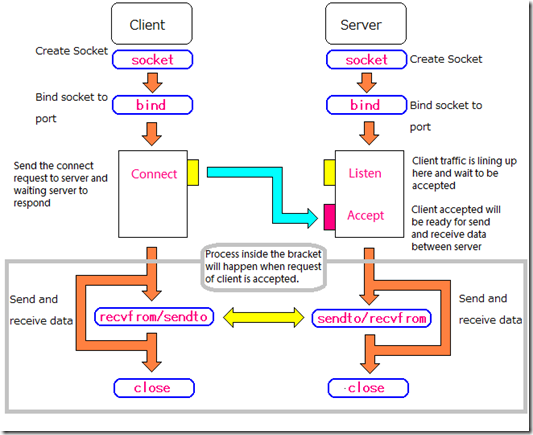 Client
Server
Create Socket
socket
socket
Create Socket
Bind socket to
port
bind
bind
Bind socket to
port
Send the connect
request to server and
waiting server to
respond
Connect
Listen
Accept
Client traffic is lining up
here and wait to be
accepted
Client accepted will
be ready for send
and receive data
between server
Process inside the bracket
will happen when request
of client is accepted.
Send and
receive data
recvfrom/sendto
sendto/recvfrom
Send and
receive data
close
close